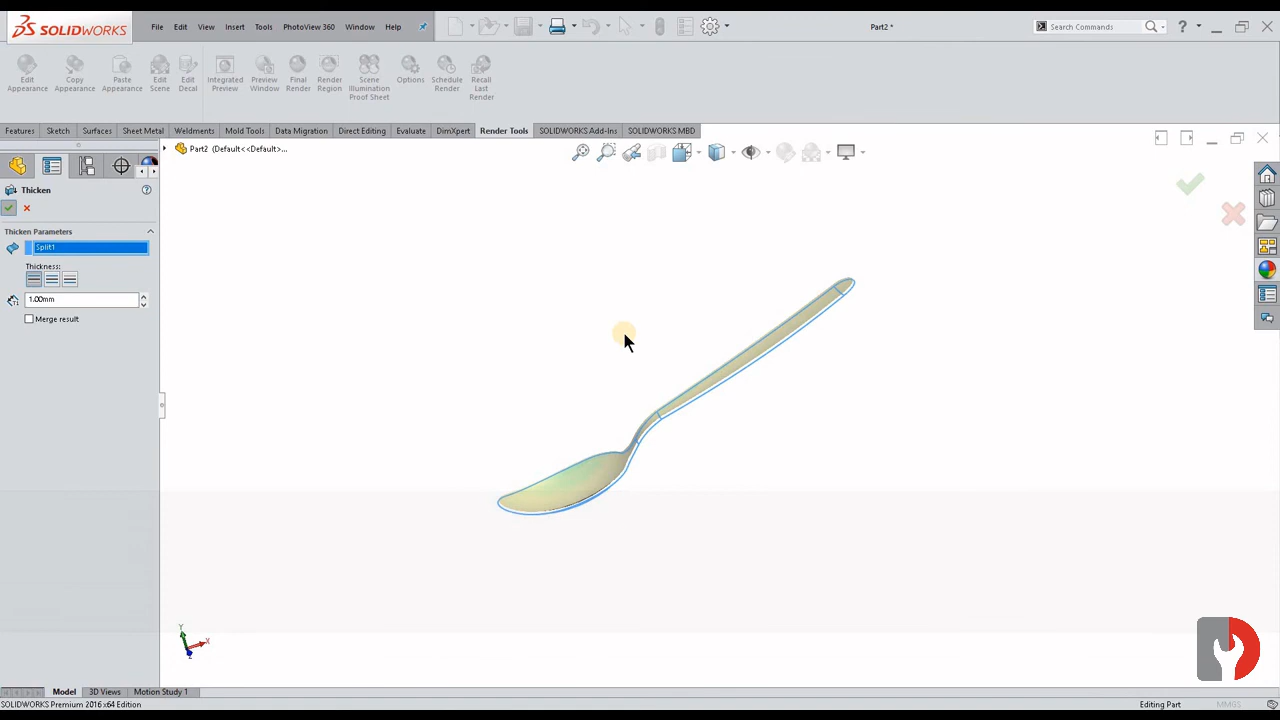 SOLIDWORKS
File Edit View Insert Tools PhotoView 360 Window Help
Part2 *
Search Commands
?
Edit Appearance
Copy Appearance
Paste Appearance
Edit Scene
Edit Decal
Integrated Preview
Preview Window
Final Render
Render Region
Scene Illumination Proof Sheet
Options
Schedule Render
Recall Last Render
Features Sketch Surfaces Sheet Metal Weldments Mold Tools Data Migration Direct Editing Evaluate DimXpert Render Tools SOLIDWORKS Add-Ins SOLIDWORKS MBD
Part2 (Default<<Default>...
Thicken
Thicken Parameters
Split1
Thickness:
1.00mm
Merge result
Y
X
Z
Model 3D Views Motion Study 1
SOLIDWORKS Premium 2016 x64 Edition
Editing Part
MMGS